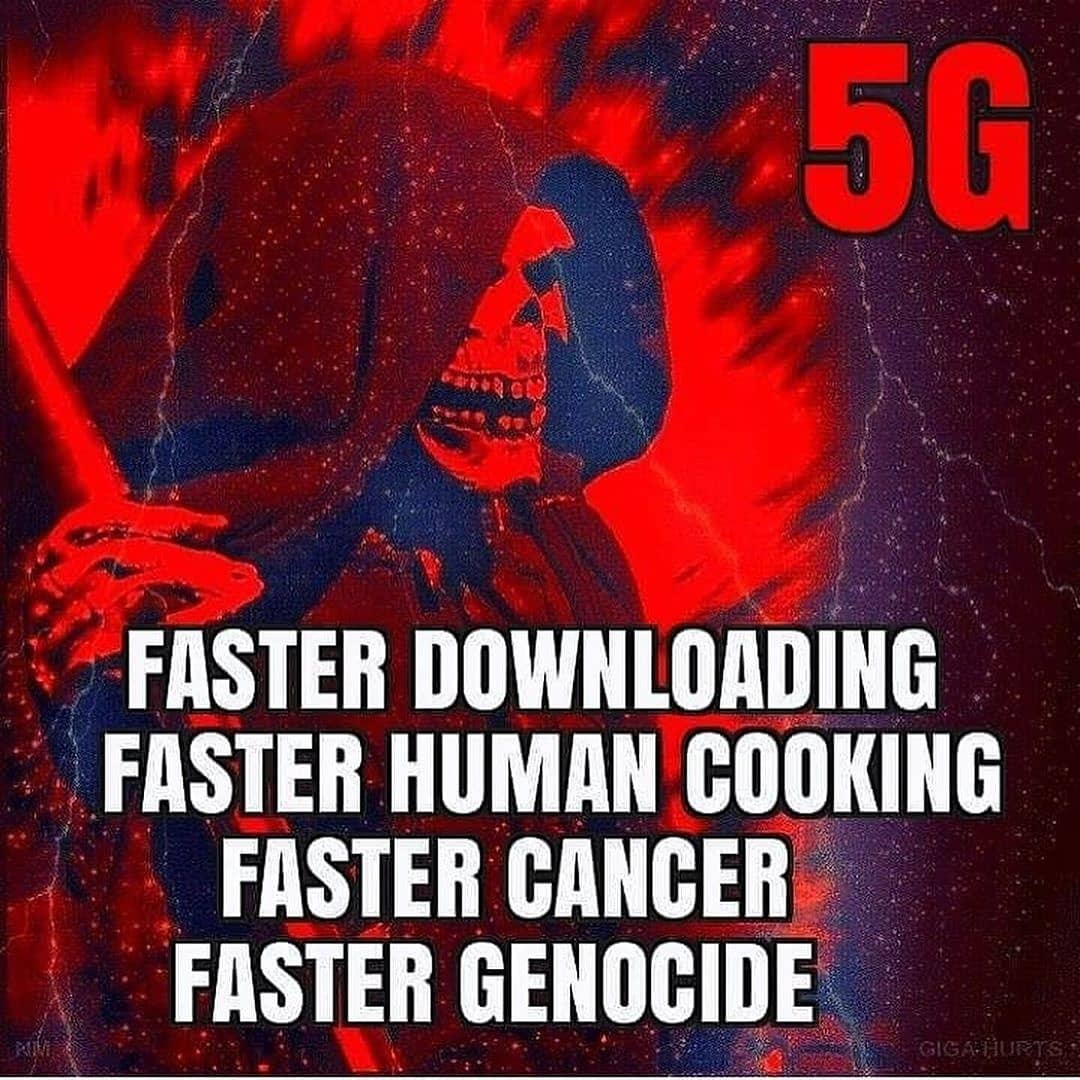 5G
FASTER DOWNLOADING
FASTER HUMAN COOKING
FASTER CANCER
FASTER GENOCIDE
GIGA-HURTS